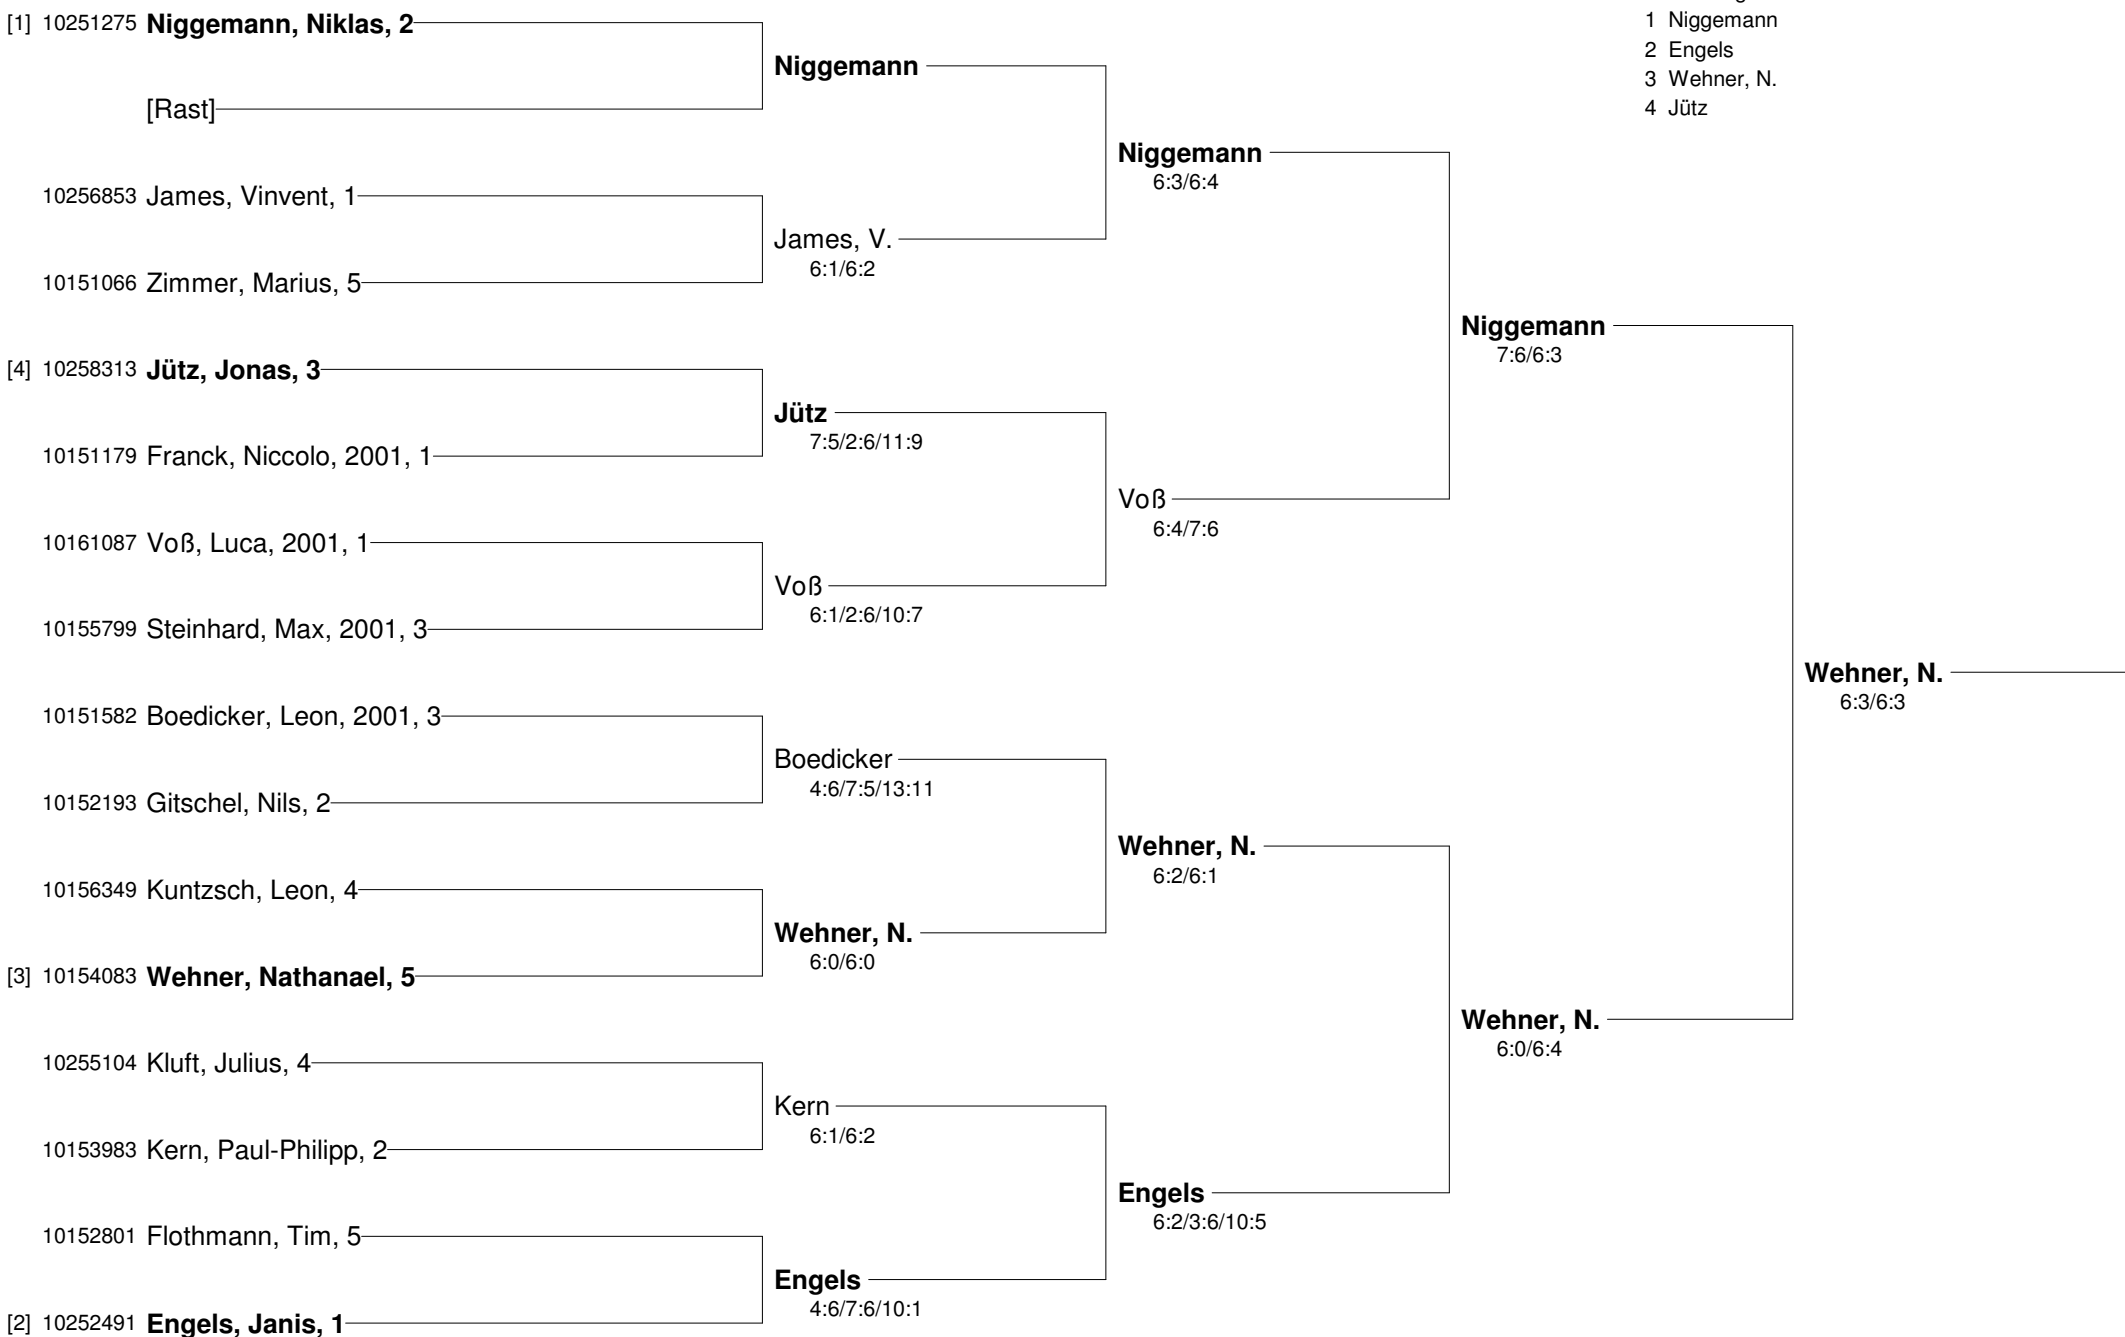 [1] 10251275 Niggemann, Niklas, 2
[Rast]
10256853 James, Vinvent, 1
10151066 Zimmer, Marius, 5
[4] 10258313 Jütz, Jonas, 3
10151179 Franck, Niccolo, 2001, 1
10161087 Voß, Luca, 2001, 1
10155799 Steinhard, Max, 2001, 3
10151582 Boedicker, Leon, 2001, 3
10152193 Gitschel, Nils, 2
10156349 Kuntzsch, Leon, 4
[3] 10154083 Wehner, Nathanael, 5
10255104 Kluft, Julius, 4
10153983 Kern, Paul-Philipp, 2
10152801 Flothmann, Tim, 5
[2] 10252491 Engels, Janis, 1
Niggemann
James, V.
6:1/6:2
Jütz
7:5/2:6/11:9
Voß
6:1/2:6/10:7
Boedicker
4:6/7:5/13:11
Wehner, N.
6:0/6:0
Kern
6:1/6:2
Engels
4:6/7:6/10:1
Niggemann
6:3/6:4
Voß
6:4/7:6
Wehner, N.
6:2/6:1
Engels
6:2/3:6/10:5
Niggemann
7:6/6:3
Wehner, N.
6:0/6:4
Wehner, N.
6:3/6:3
1 Niggemann
2 Engels
3 Wehner, N.
4 Jütz